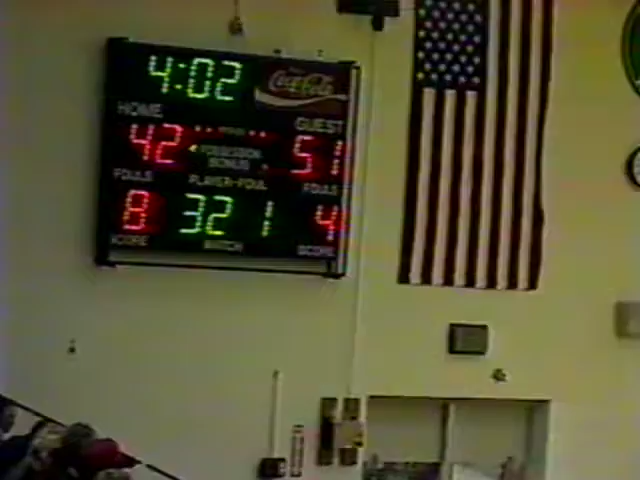 4:02
Coca-Cola
HOME
GUEST
42
51
POSSESSION
BONUS
FOULS
PLAYER-FOUL
FOULS
8
32 1
4
SCORE
MATCH
SCORE